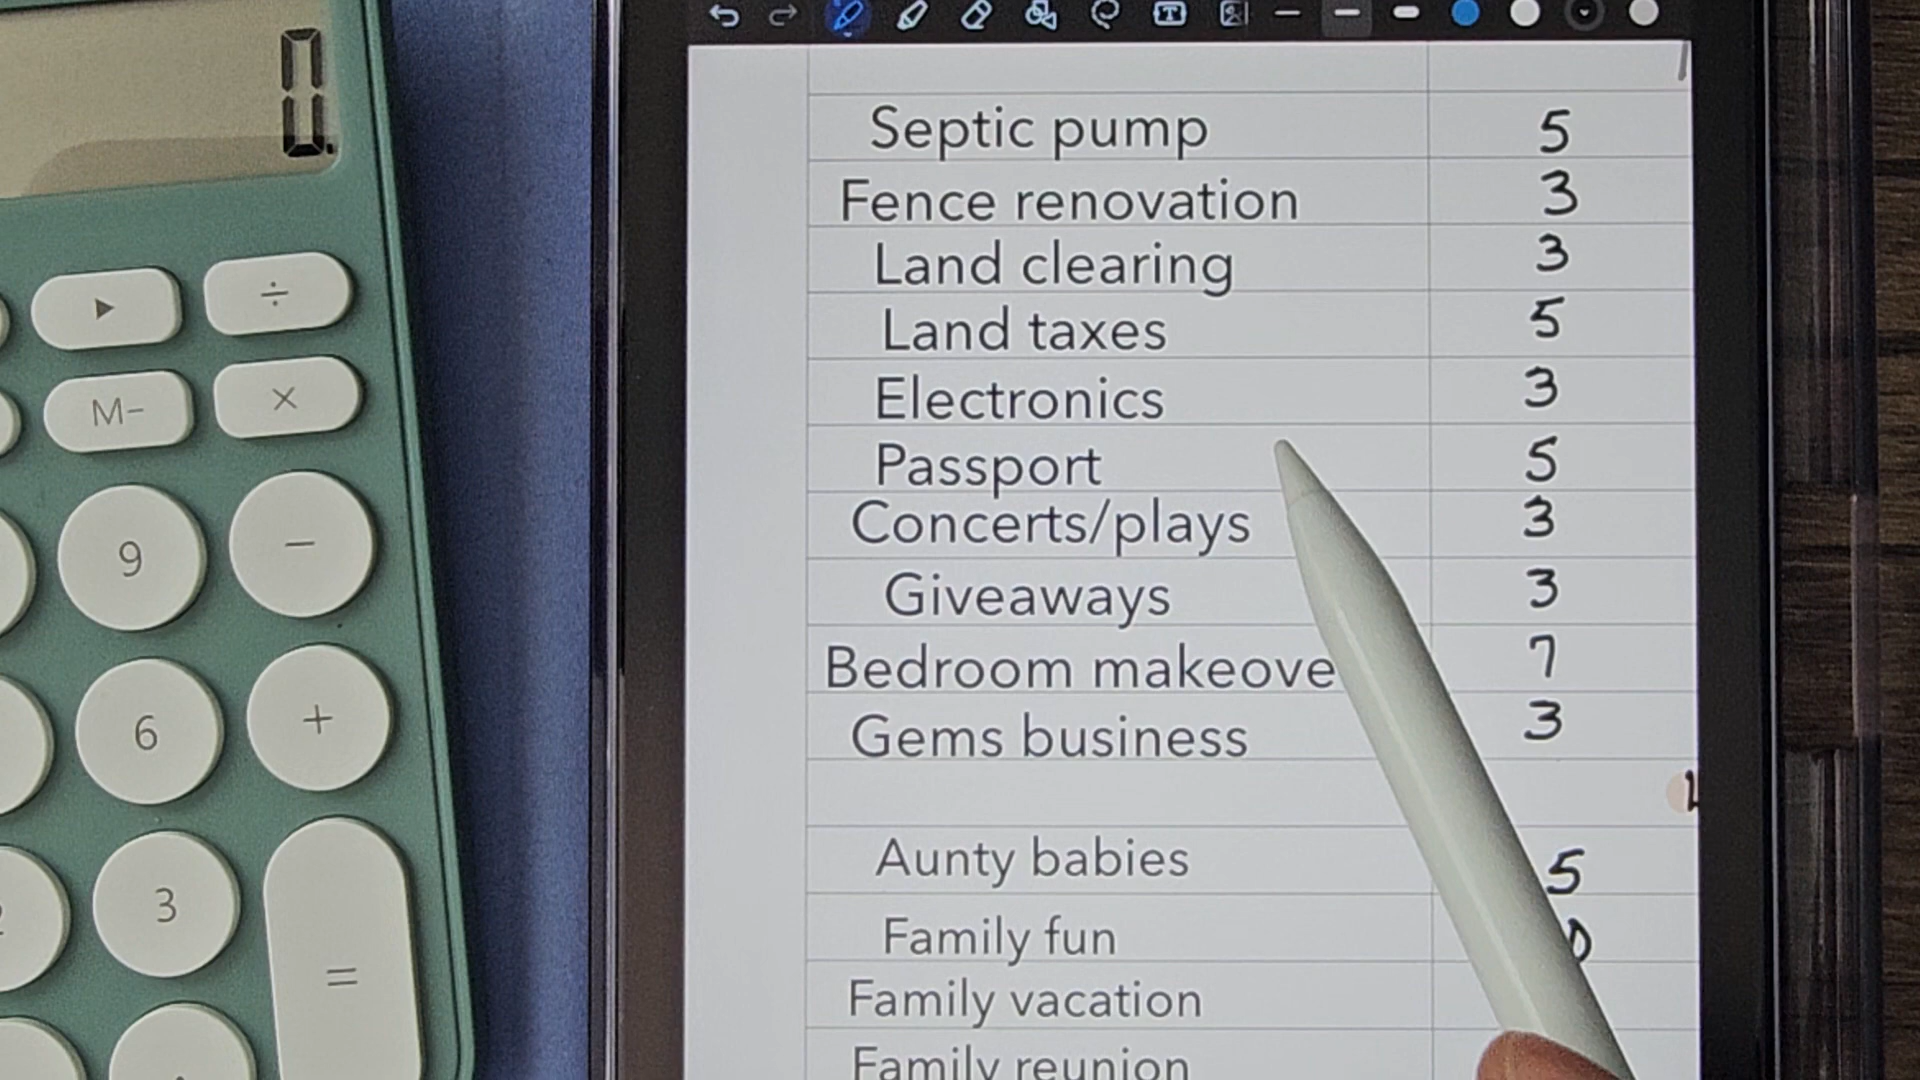 0.
÷
M-
×
9
-
6
+
3
=
T
Septic pump 5
Fence renovation 3
Land clearing 3
Land taxes 5
Electronics 3
Passport 5
Concerts/plays 3
Giveaways 3
Bedroom makeove 7
Gems business 3
Aunty babies 5
Family fun
Family vacation
Family reunion